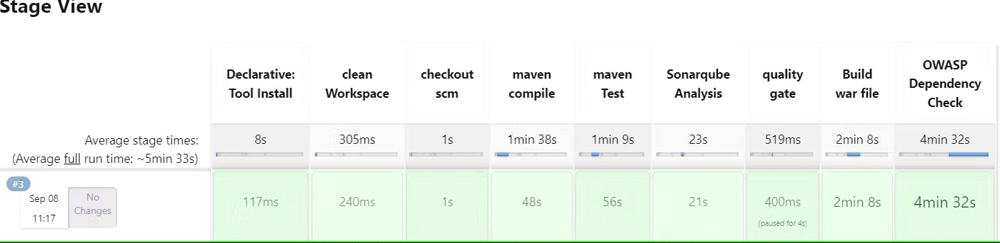 Stage View
Declarative: Tool Install
clean Workspace
checkout scm
maven compile
maven Test
Sonarqube Analysis
quality gate
Build war file
OWASP Dependency Check
Average stage times:
(Average full run time: ~5min 33s)
8s
305ms
1s
1min 38s
1min 9s
23s
519ms
2min 8s
4min 32s
#3
Sep 08
11:17
No
Changes
117ms
240ms
1s
48s
56s
21s
400ms
(paused for 4s)
2min 8s
4min 32s